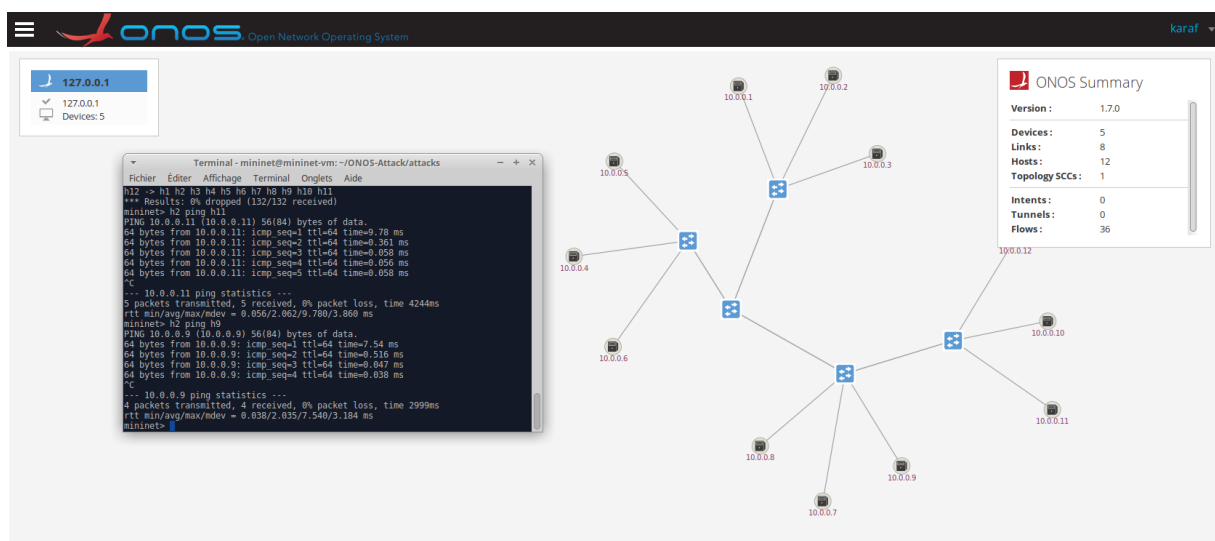 onos Open Network Operating System
karaf
127.0.0.1
127.0.0.1
Devices: 5
Terminal - mininet@mininet-vm: ~/ONOS-Attack/attacks
Fichier Éditer Affichage Terminal Onglets Aide
h12 -> h1 h2 h3 h4 h5 h6 h7 h8 h9 h10 h11
*** Results: 0% dropped (132/132 received)
mininet> h2 ping h11
PING 10.0.0.11 (10.0.0.11) 56(84) bytes of data.
64 bytes from 10.0.0.11: icmp_seq=1 ttl=64 time=9.78 ms
64 bytes from 10.0.0.11: icmp_seq=2 ttl=64 time=0.361 ms
64 bytes from 10.0.0.11: icmp_seq=3 ttl=64 time=0.058 ms
64 bytes from 10.0.0.11: icmp_seq=4 ttl=64 time=0.056 ms
64 bytes from 10.0.0.11: icmp_seq=5 ttl=64 time=0.058 ms
^C
--- 10.0.0.11 ping statistics ---
5 packets transmitted, 5 received, 0% packet loss, time 4244ms
rtt min/avg/max/mdev = 0.056/2.062/9.780/3.860 ms
mininet> h2 ping h9
PING 10.0.0.9 (10.0.0.9) 56(84) bytes of data.
64 bytes from 10.0.0.9: icmp_seq=1 ttl=64 time=7.54 ms
64 bytes from 10.0.0.9: icmp_seq=2 ttl=64 time=0.516 ms
64 bytes from 10.0.0.9: icmp_seq=3 ttl=64 time=0.047 ms
64 bytes from 10.0.0.9: icmp_seq=4 ttl=64 time=0.038 ms
^C
--- 10.0.0.9 ping statistics ---
4 packets transmitted, 4 received, 0% packet loss, time 2999ms
rtt min/avg/max/mdev = 0.038/2.035/7.540/3.184 ms
mininet>
10.0.0.1
10.0.0.2
10.0.0.3
10.0.0.5
10.0.0.4
10.0.0.6
10.0.0.12
10.0.0.10
10.0.0.11
10.0.0.8
10.0.0.9
10.0.0.7
ONOS Summary
Version : 1.7.0
Devices : 5
Links : 8
Hosts : 12
Topology SCCs : 1
Intents : 0
Tunnels : 0
Flows : 36